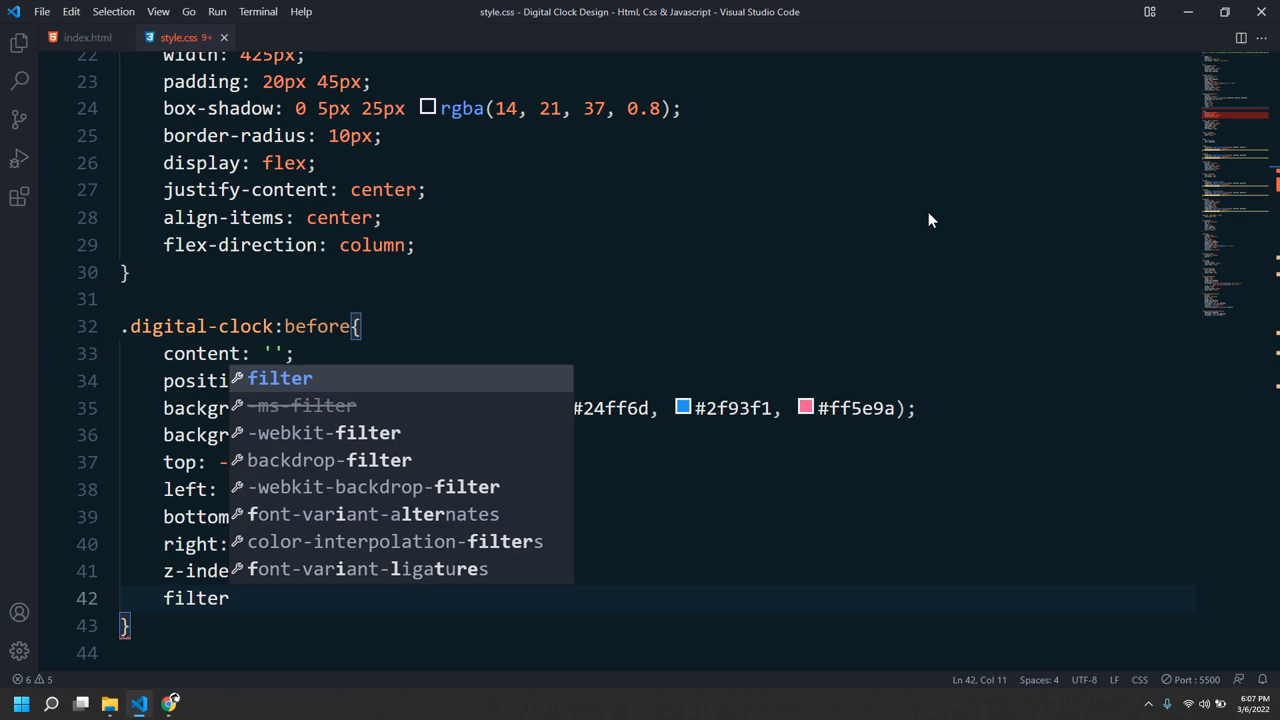 File Edit Selection View Go Run Terminal Help
style.css - Digital Clock Design - Html, Css & Javascript - Visual Studio Code
index.html
style.css 9+
22 width: 425px;
23 padding: 20px 45px;
24 box-shadow: 0 5px 25px rgba(14, 21, 37, 0.8);
25 border-radius: 10px;
26 display: flex;
27 justify-content: center;
28 align-items: center;
29 flex-direction: column;
30 }
31
32 .digital-clock:before{
33 content: '';
34 positi
35 backgr #24ff6d, #2f93f1, #ff5e9a);
36 backgr
37 top: -
38 left:
39 bottom
40 right:
41 z-inde
42 filter
43 }
44
filter
-ms-filter
-webkit-filter
backdrop-filter
-webkit-backdrop-filter
font-variant-alternates
color-interpolation-filters
font-variant-ligatures
6 5
Ln 42, Col 11 Spaces: 4 UTF-8 LF CSS Port : 5500
6:07 PM
3/6/2022